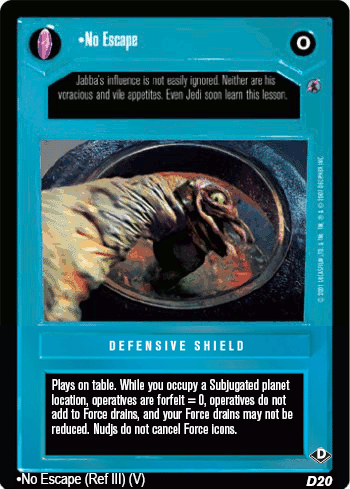 •No Escape
O
Jabba's influence is not easily ignored. Neither are his
voracious and vile appetites. Even Jedi soon learn this lesson.
DEFENSIVE SHIELD
Plays on table. While you occupy a Subjugated planet
location, operatives are forfeit = 0, operatives do not
add to Force drains, and your Force drains may not be
reduced. Nudjs do not cancel Force icons.
D
•No Escape (Ref III) (V)
D20